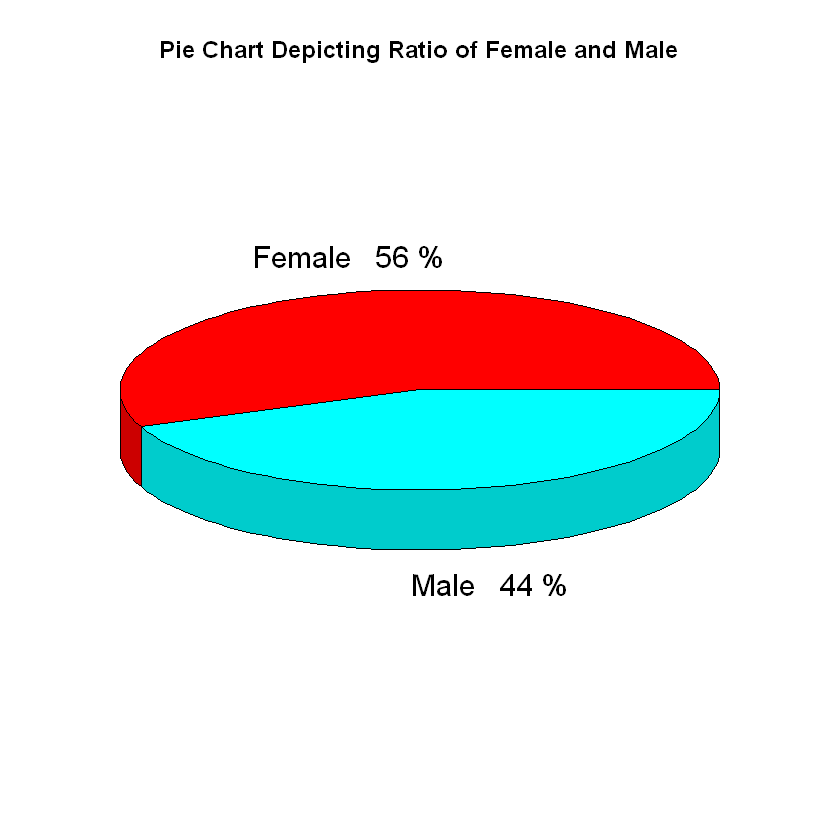 Pie Chart Depicting Ratio of Female and Male
Female 56 %
Male 44 %